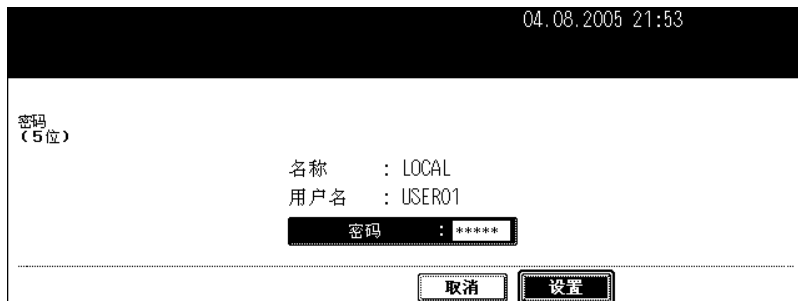 04.08.2005 21:53
密码
(5位)
名称 : LOCAL
用户名 : USER01
密码 : *****
取消 设置